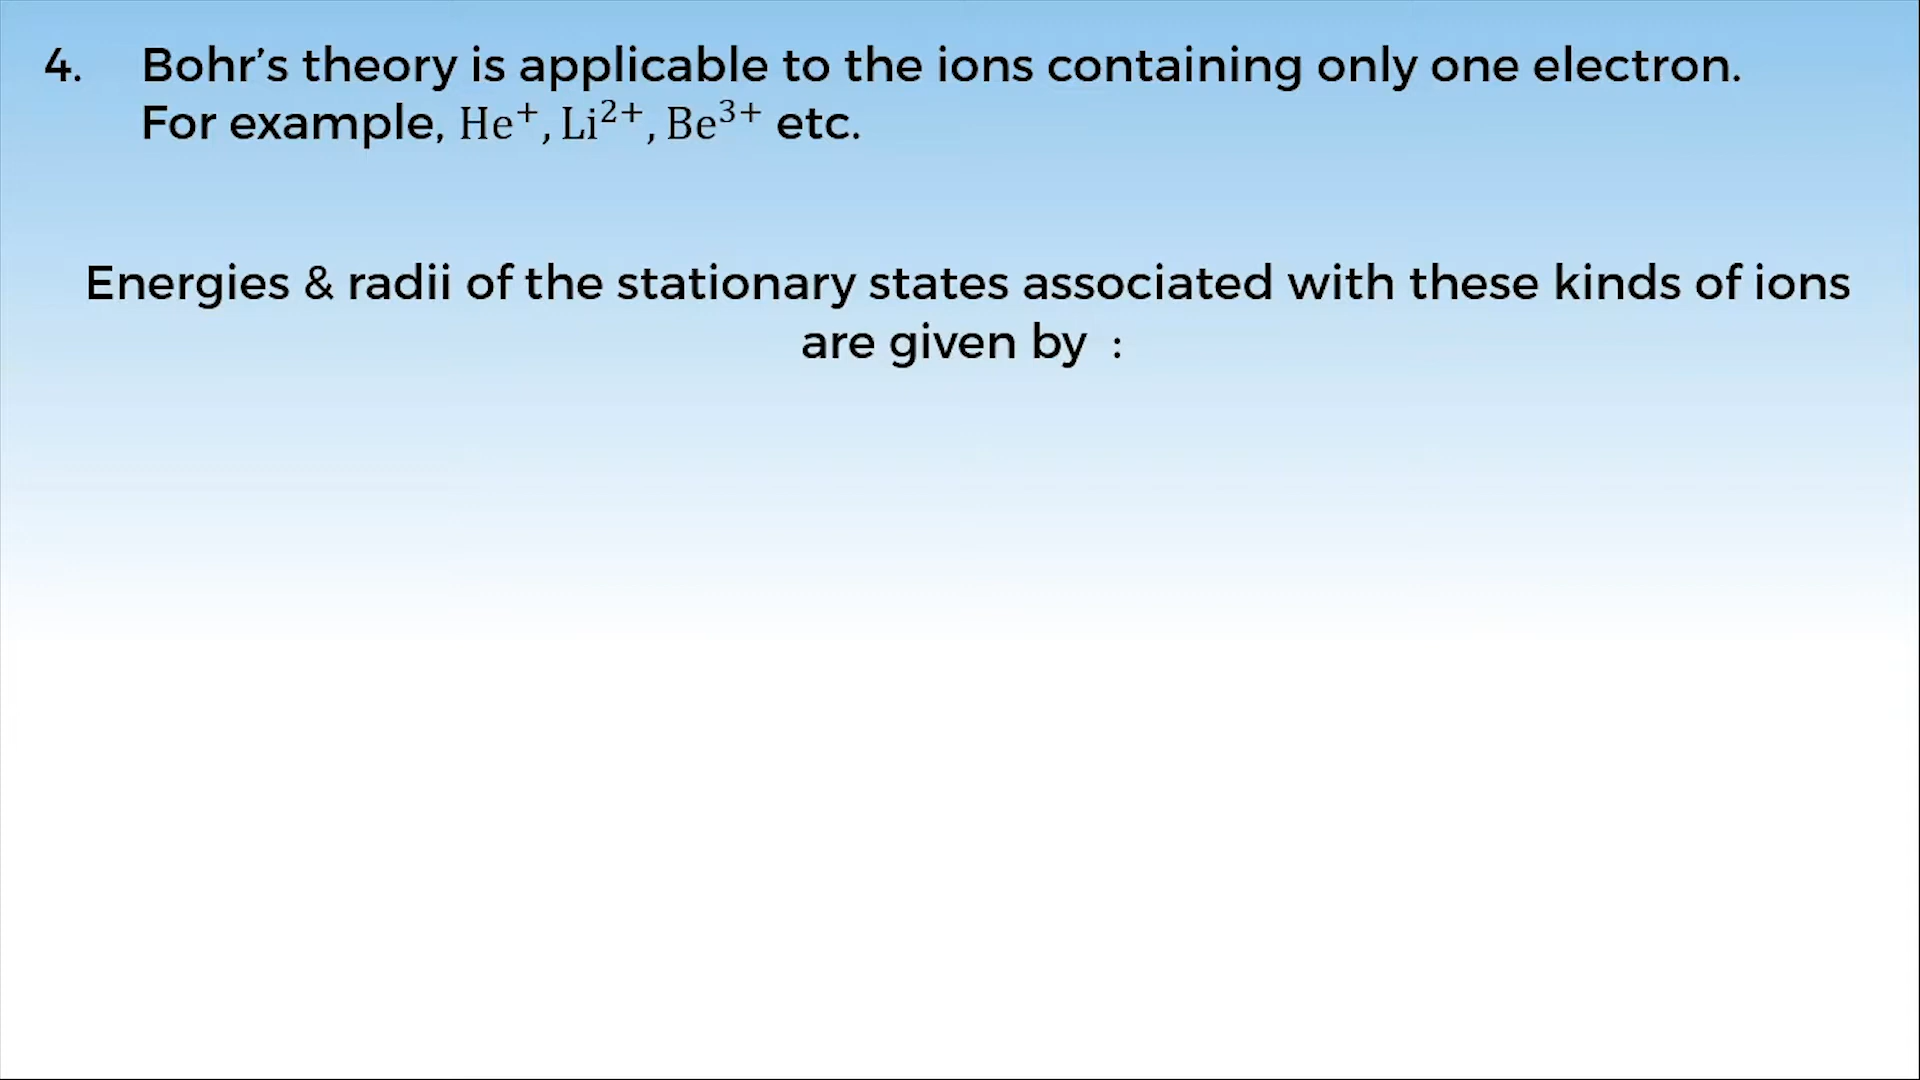 4. Bohr’s theory is applicable to the ions containing only one electron.
For example, He⁺, Li²⁺, Be³⁺ etc.
Energies & radii of the stationary states associated with these kinds of ions
are given by :